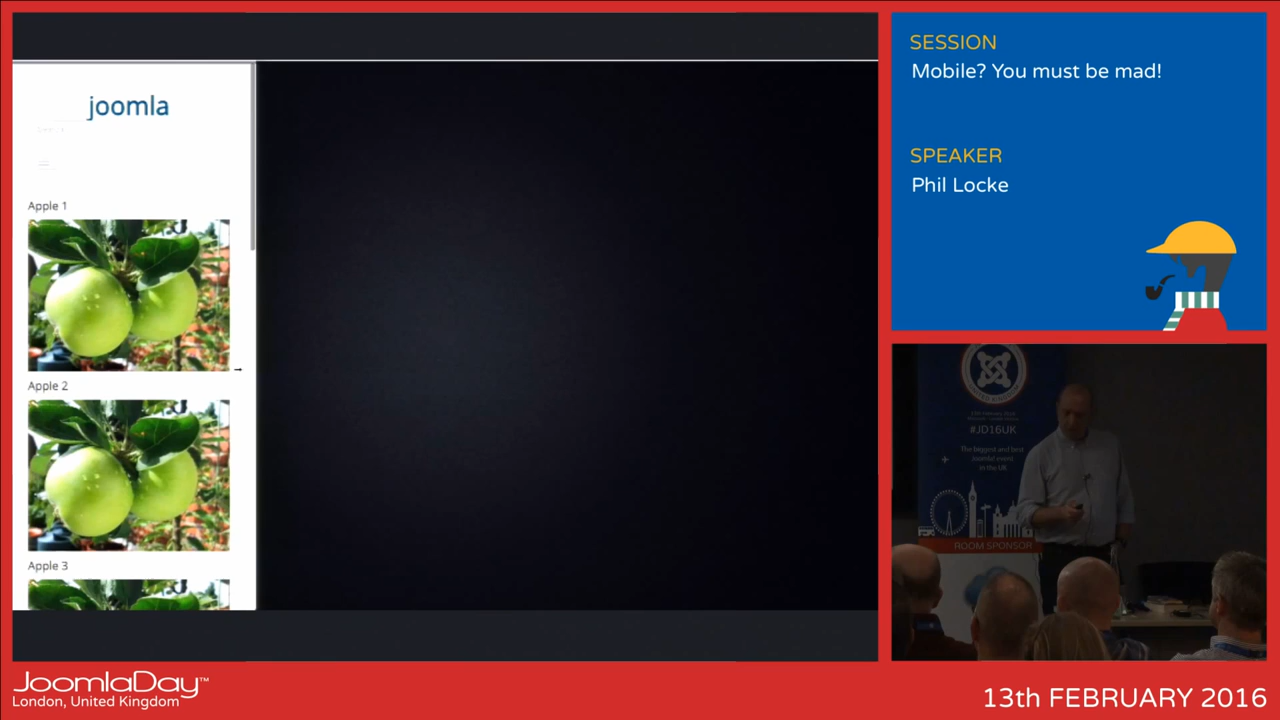 joomla
Apple 1
Apple 2
Apple 3
SESSION
Mobile? You must be mad!
SPEAKER
Phil Locke
#JD16UK
The biggest and best
Joomla! event
in the UK
ROOM SPONSOR
JoomlaDay™
London, United Kingdom
13th FEBRUARY 2016